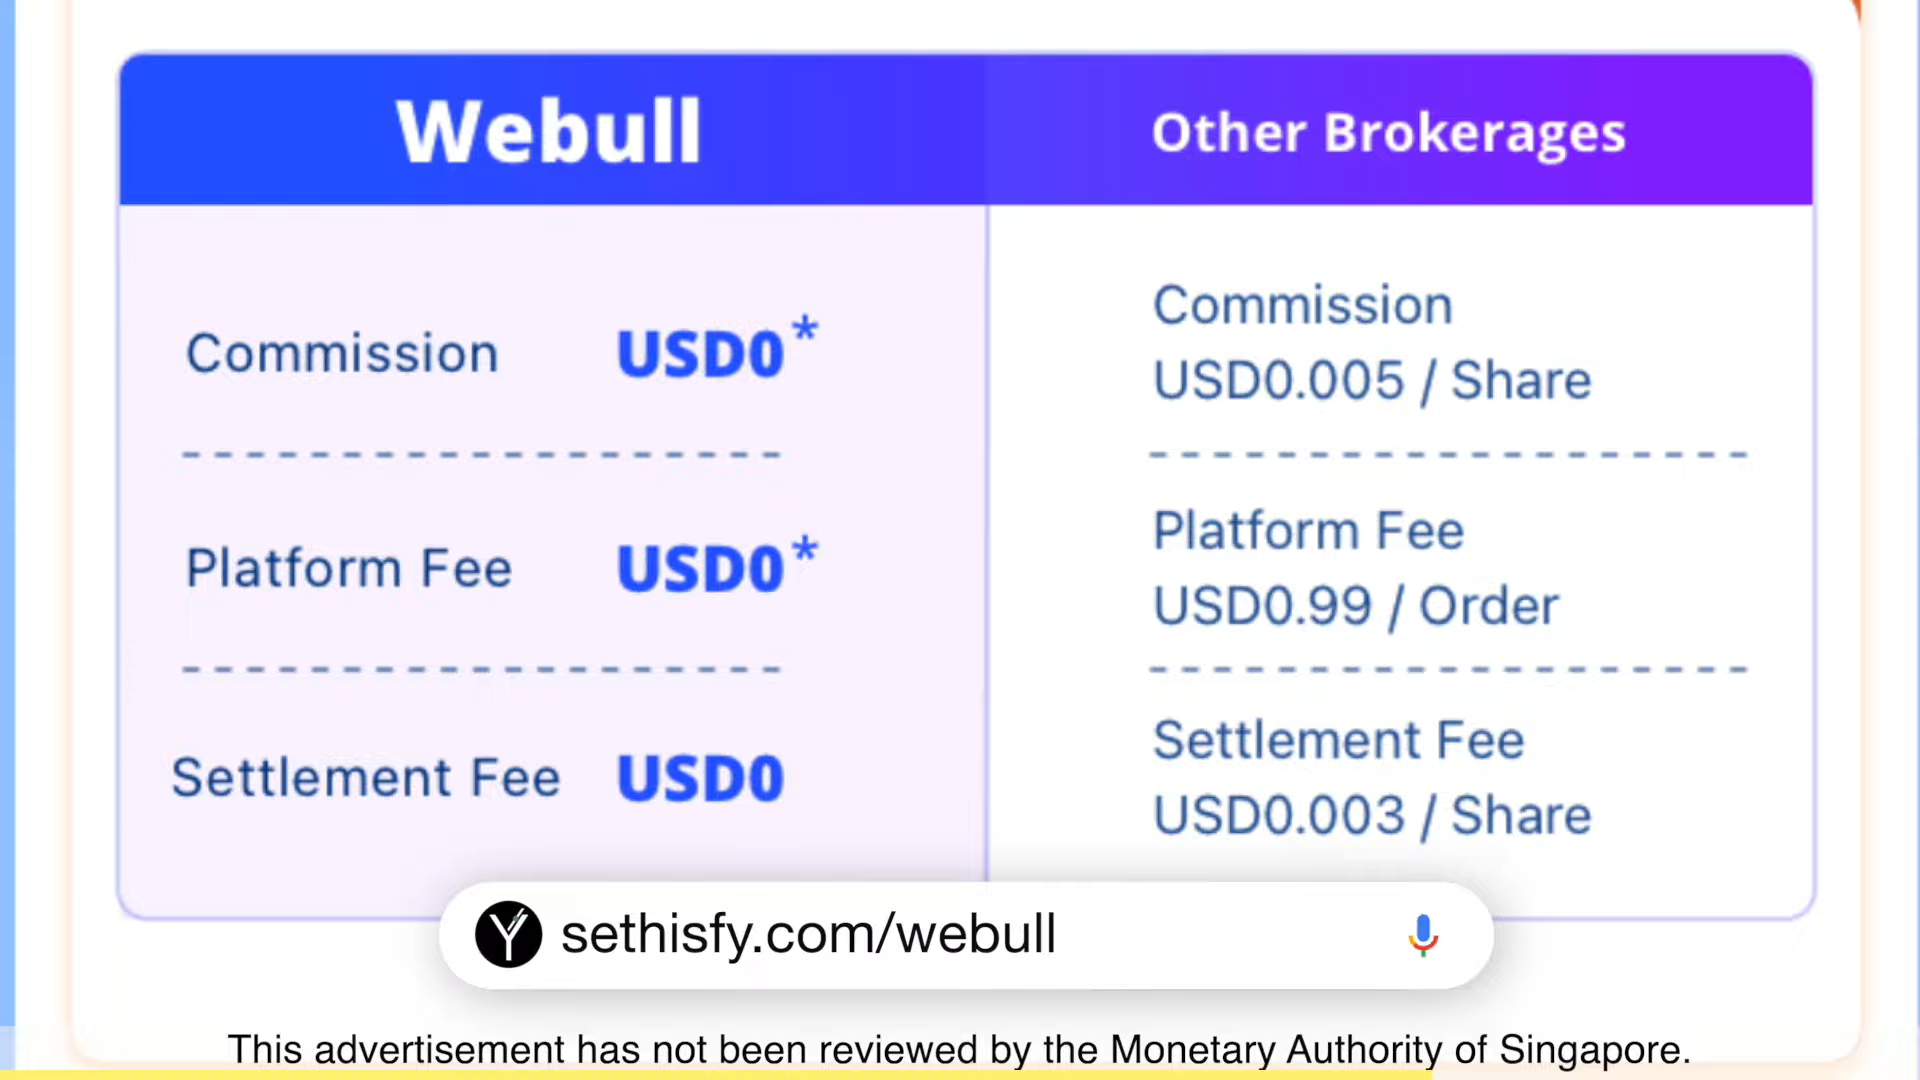 Webull
Other Brokerages
Commission USD0*
Platform Fee USD0*
Settlement Fee USD0
Commission
USD0.005 / Share
Platform Fee
USD0.99 / Order
Settlement Fee
USD0.003 / Share
sethisfy.com/webull
This advertisement has not been reviewed by the Monetary Authority of Singapore.